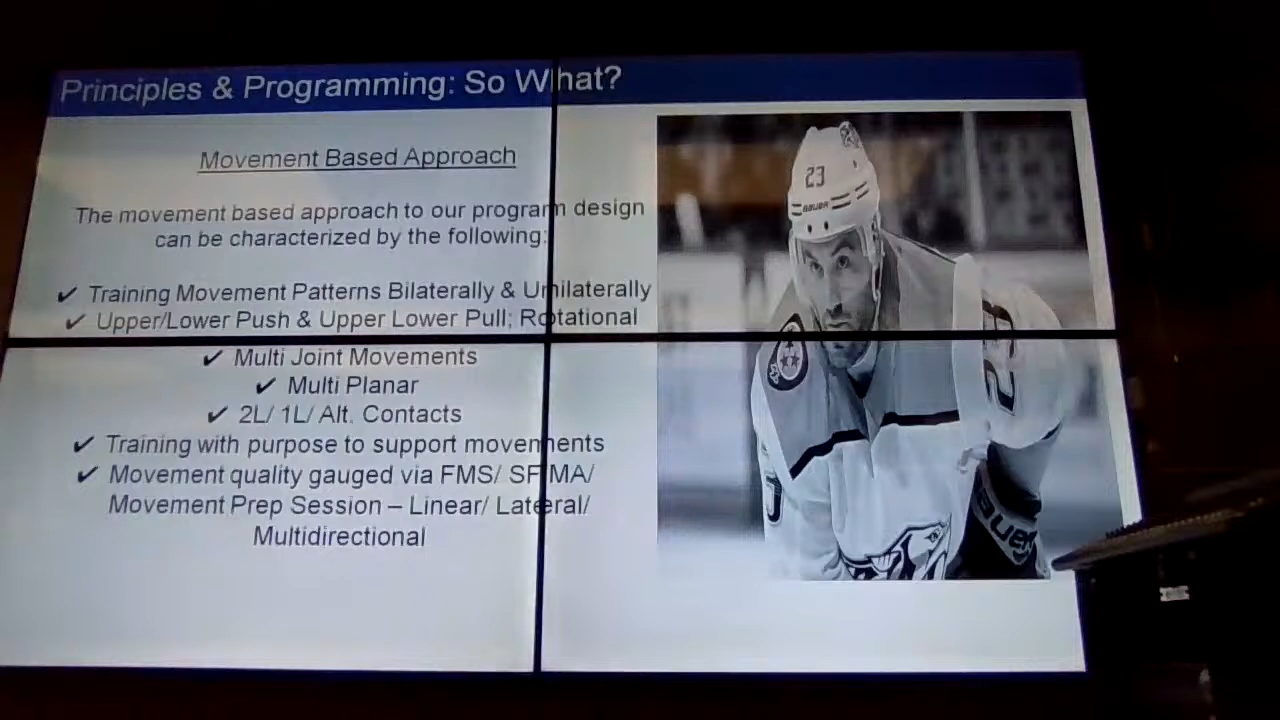 Principles & Programming: So What?
Movement Based Approach
The movement based approach to our program design
can be characterized by the following:
✔ Training Movement Patterns Bilaterally & Unilaterally
✔ Upper/Lower Push & Upper Lower Pull; Rotational
✔ Multi Joint Movements
✔ Multi Planar
✔ 2L/ 1L/ Alt. Contacts
✔ Training with purpose to support movements
✔ Movement quality gauged via FMS/ SFMA/
Movement Prep Session – Linear/ Lateral/
Multidirectional
23
BAUER
BAUER